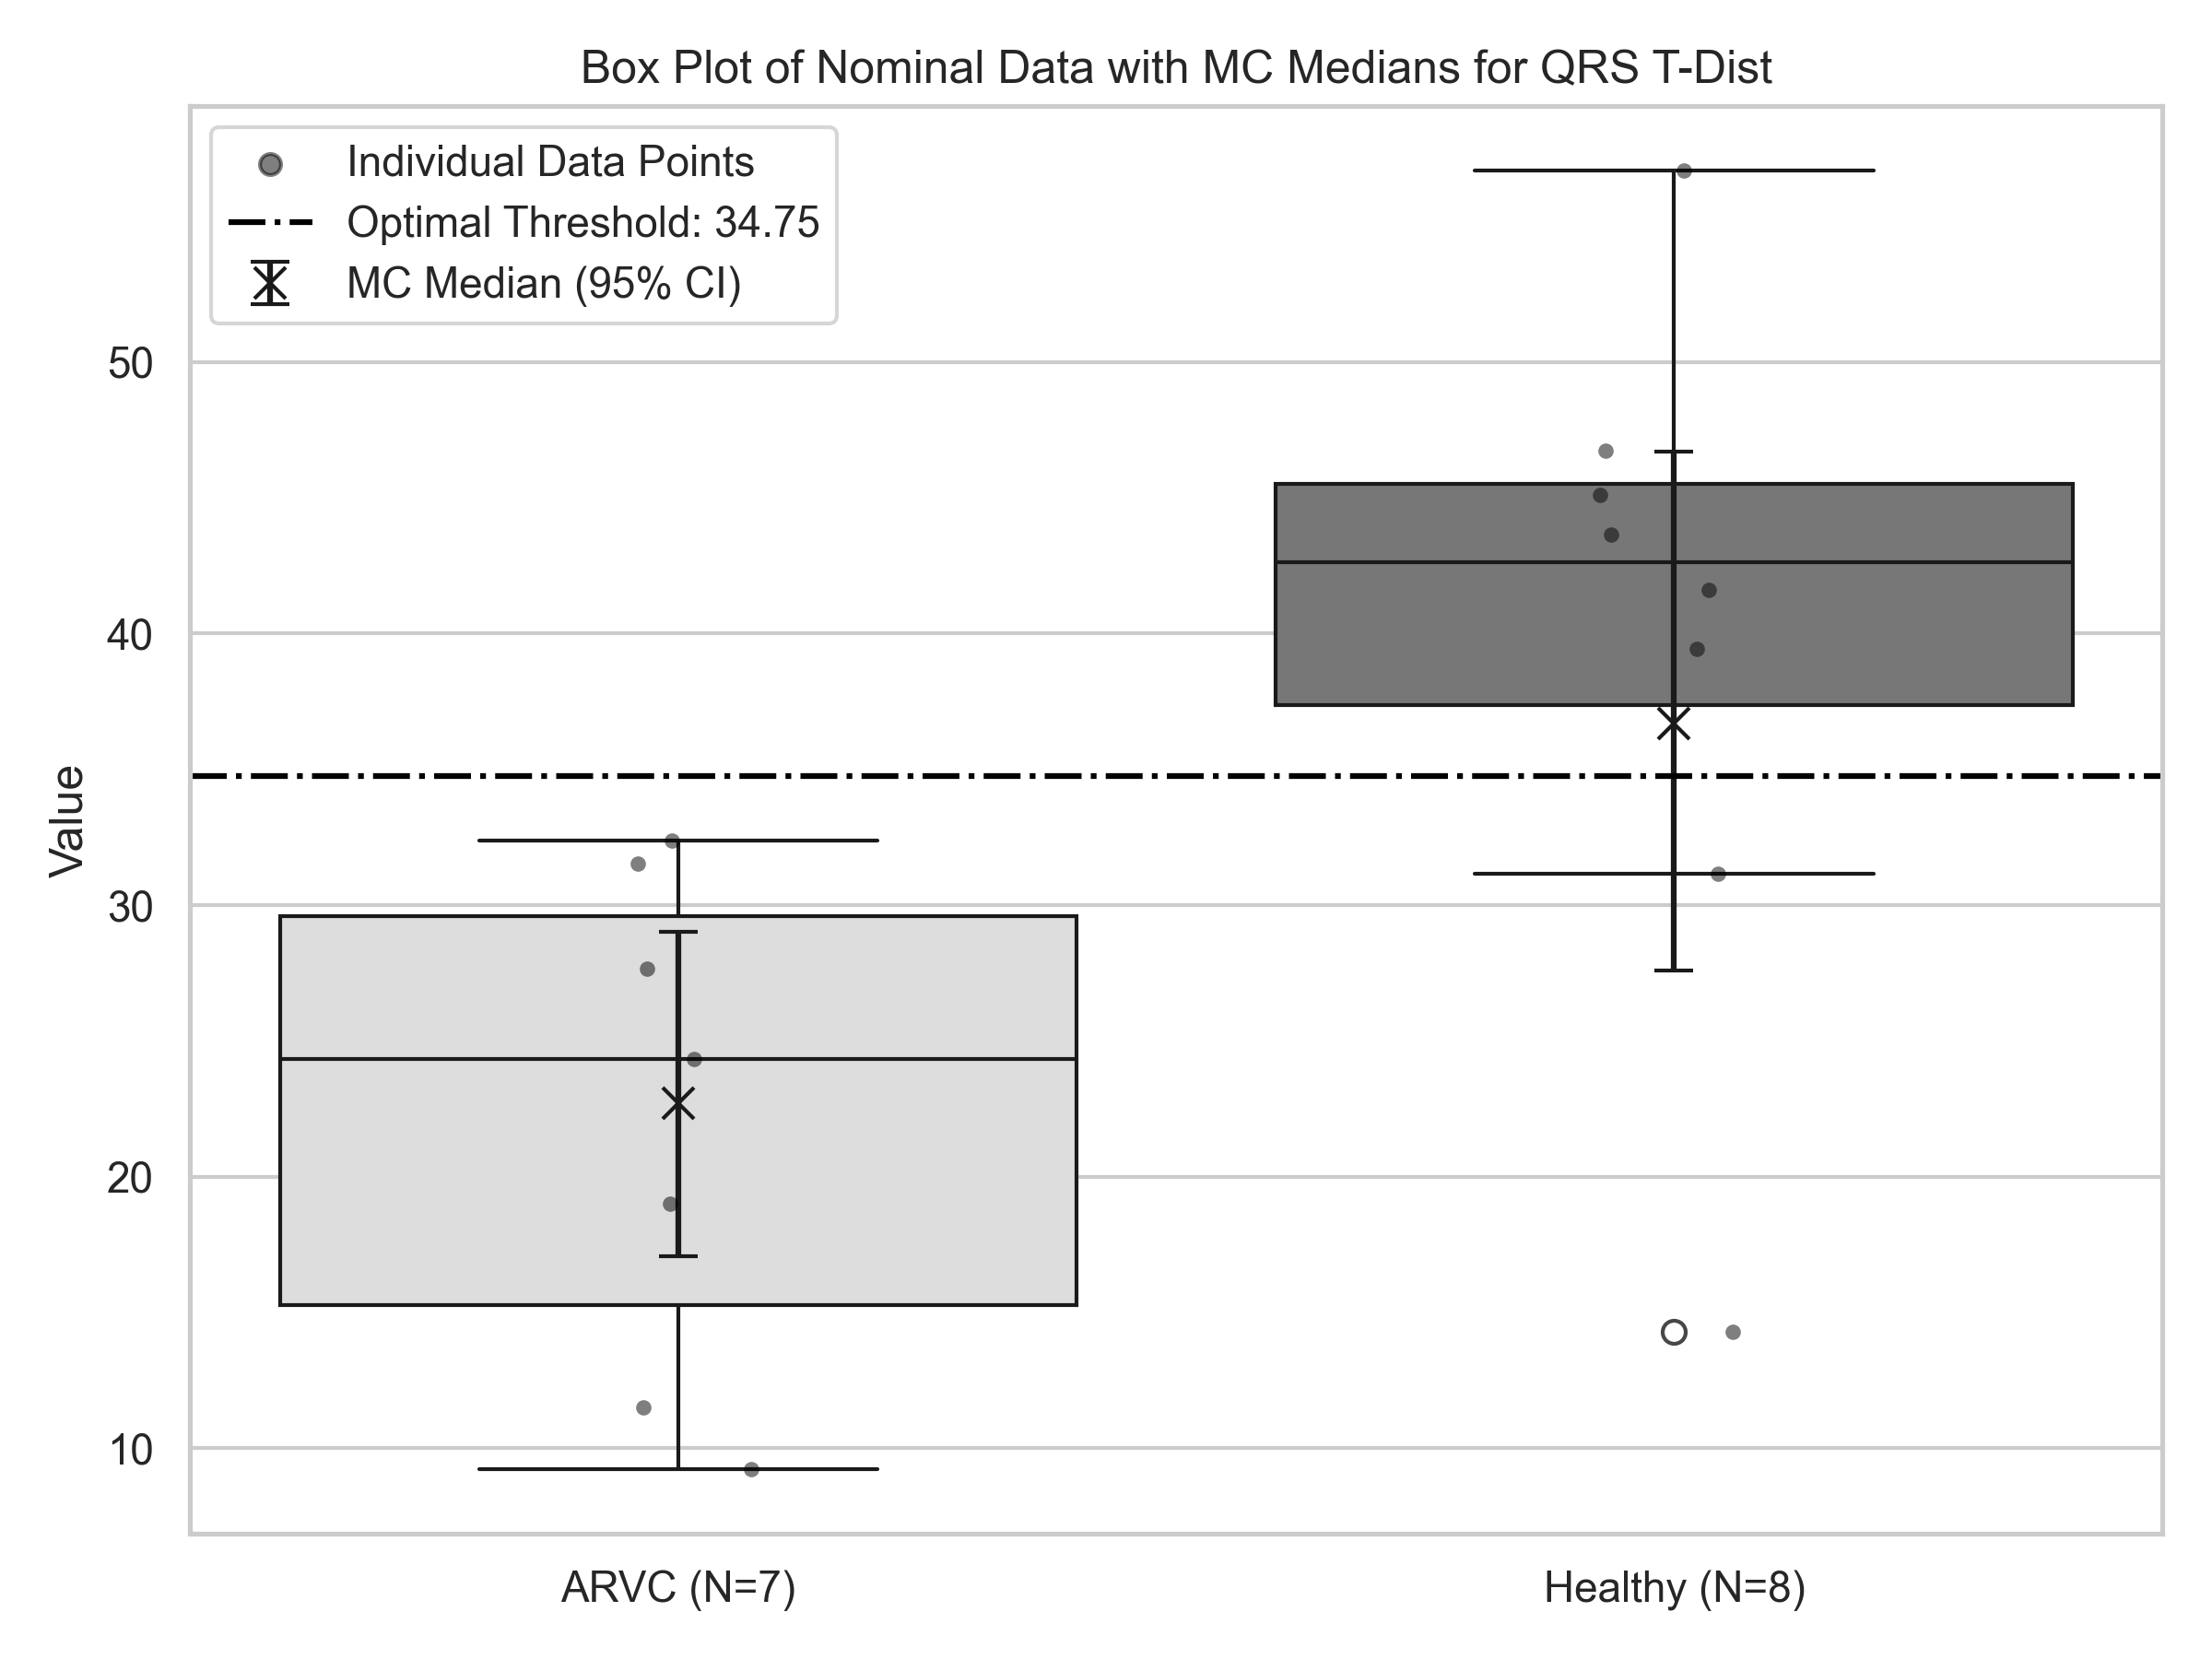 Box Plot of Nominal Data with MC Medians for QRS T-Dist
Individual Data Points
Optimal Threshold: 34.75
MC Median (95% CI)
50
40
30
20
10
Value
ARVC (N=7)
Healthy (N=8)